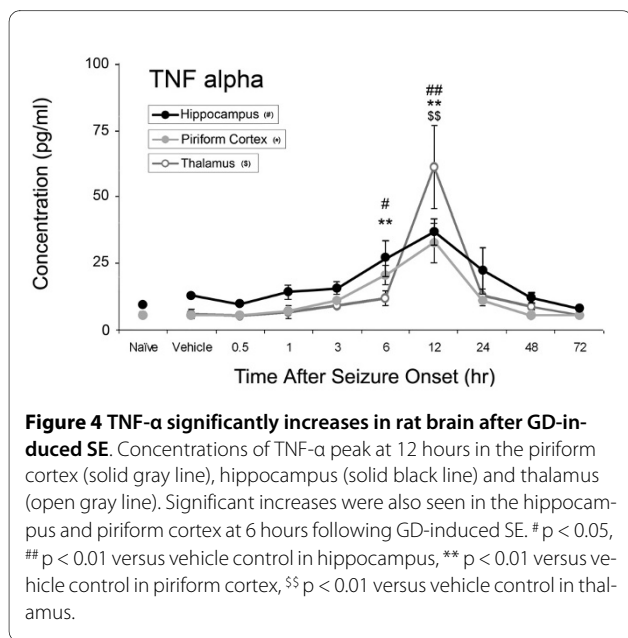 100
TNF alpha
Hippocampus (#)
Piriform Cortex (*)
Thalamus ($)
##
**
$$
75
50
#
**
25
0
Concentration (pg/ml)
Naïve Vehicle 0.5 1 3 6 12 24 48 72
Time After Seizure Onset (hr)
Figure 4 TNF-α significantly increases in rat brain after GD-in-
duced SE. Concentrations of TNF-α peak at 12 hours in the piriform
cortex (solid gray line), hippocampus (solid black line) and thalamus
(open gray line). Significant increases were also seen in the hippocam-
pus and piriform cortex at 6 hours following GD-induced SE. # p < 0.05,
## p < 0.01 versus vehicle control in hippocampus, ** p < 0.01 versus ve-
hicle control in piriform cortex, $$ p < 0.01 versus vehicle control in thal-
amus.